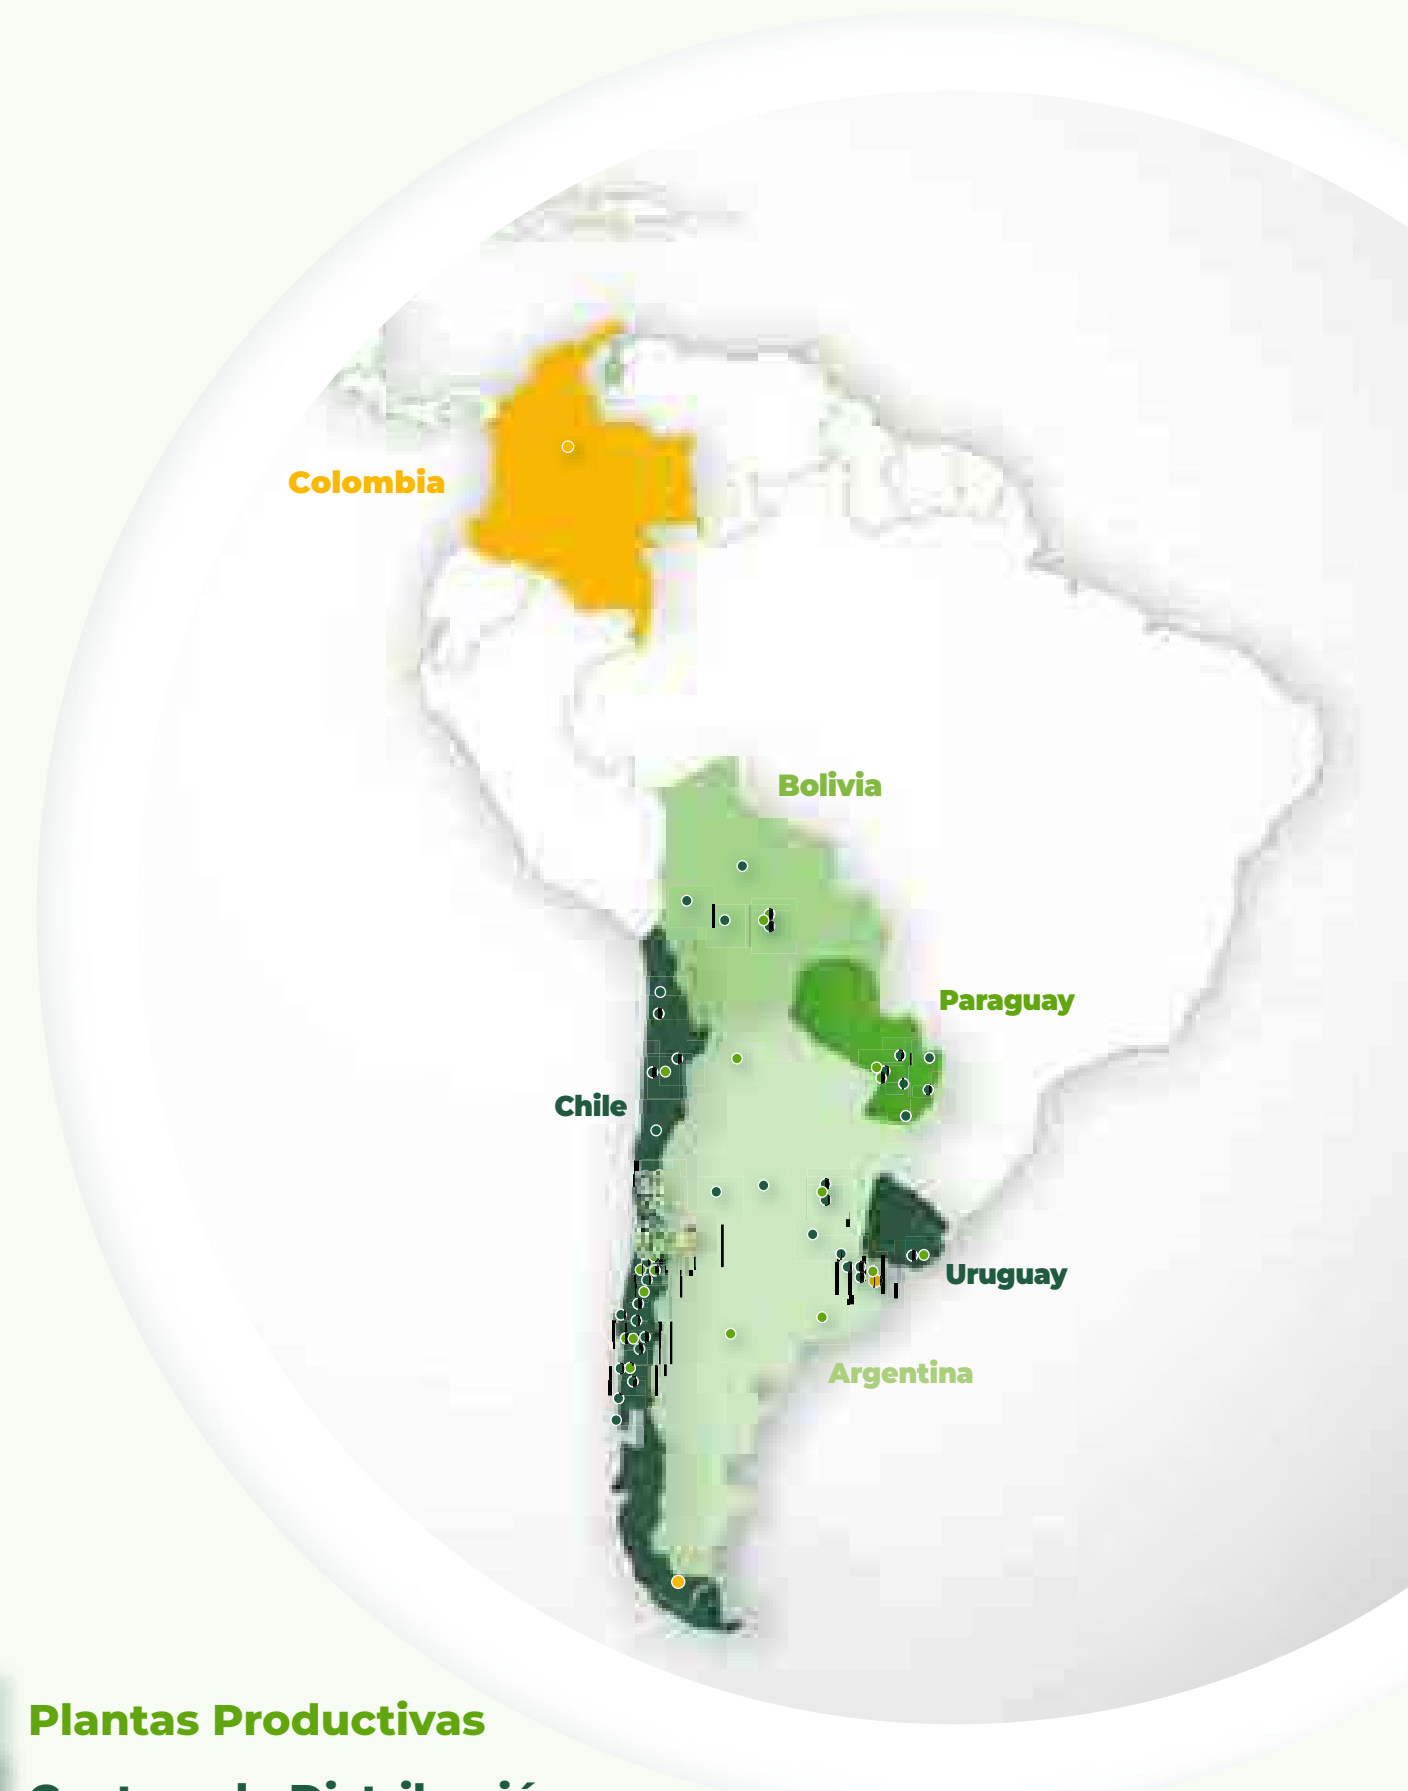 Colombia
Bolivia
Paraguay
Chile
Uruguay
Argentina
Plantas Productivas